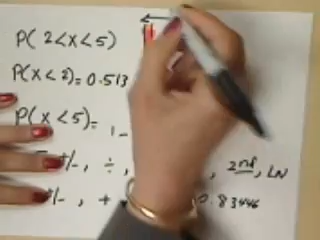 P( 2<x<5)
P(x<2)=0.513
P(x<5)= 1-
+/-, ÷, , 2nd, LN
+/-, + 0.83446